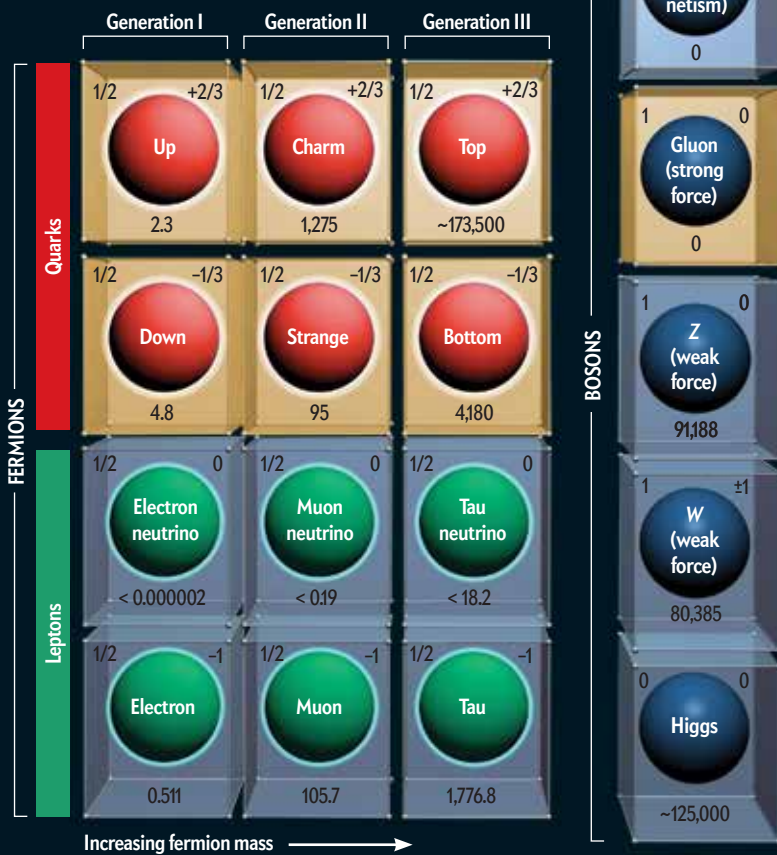 Generation I
Generation II
Generation III
FERMIONS
Quarks
1/2
+2/3
Up
2.3
1/2
+2/3
Charm
1,275
1/2
+2/3
Top
~173,500
1/2
–1/3
Down
4.8
1/2
–1/3
Strange
95
1/2
–1/3
Bottom
4,180
Leptons
1/2
0
Electron
neutrino
< 0.000002
1/2
0
Muon
neutrino
< 0.19
1/2
0
Tau
neutrino
< 18.2
1/2
–1
Electron
0.511
1/2
–1
Muon
105.7
1/2
–1
Tau
1,776.8
Increasing fermion mass
BOSONS
netism)
0
1
0
Gluon
(strong
force)
0
1
0
Z
(weak
force)
91,188
1
±1
W
(weak
force)
80,385
0
0
Higgs
~125,000